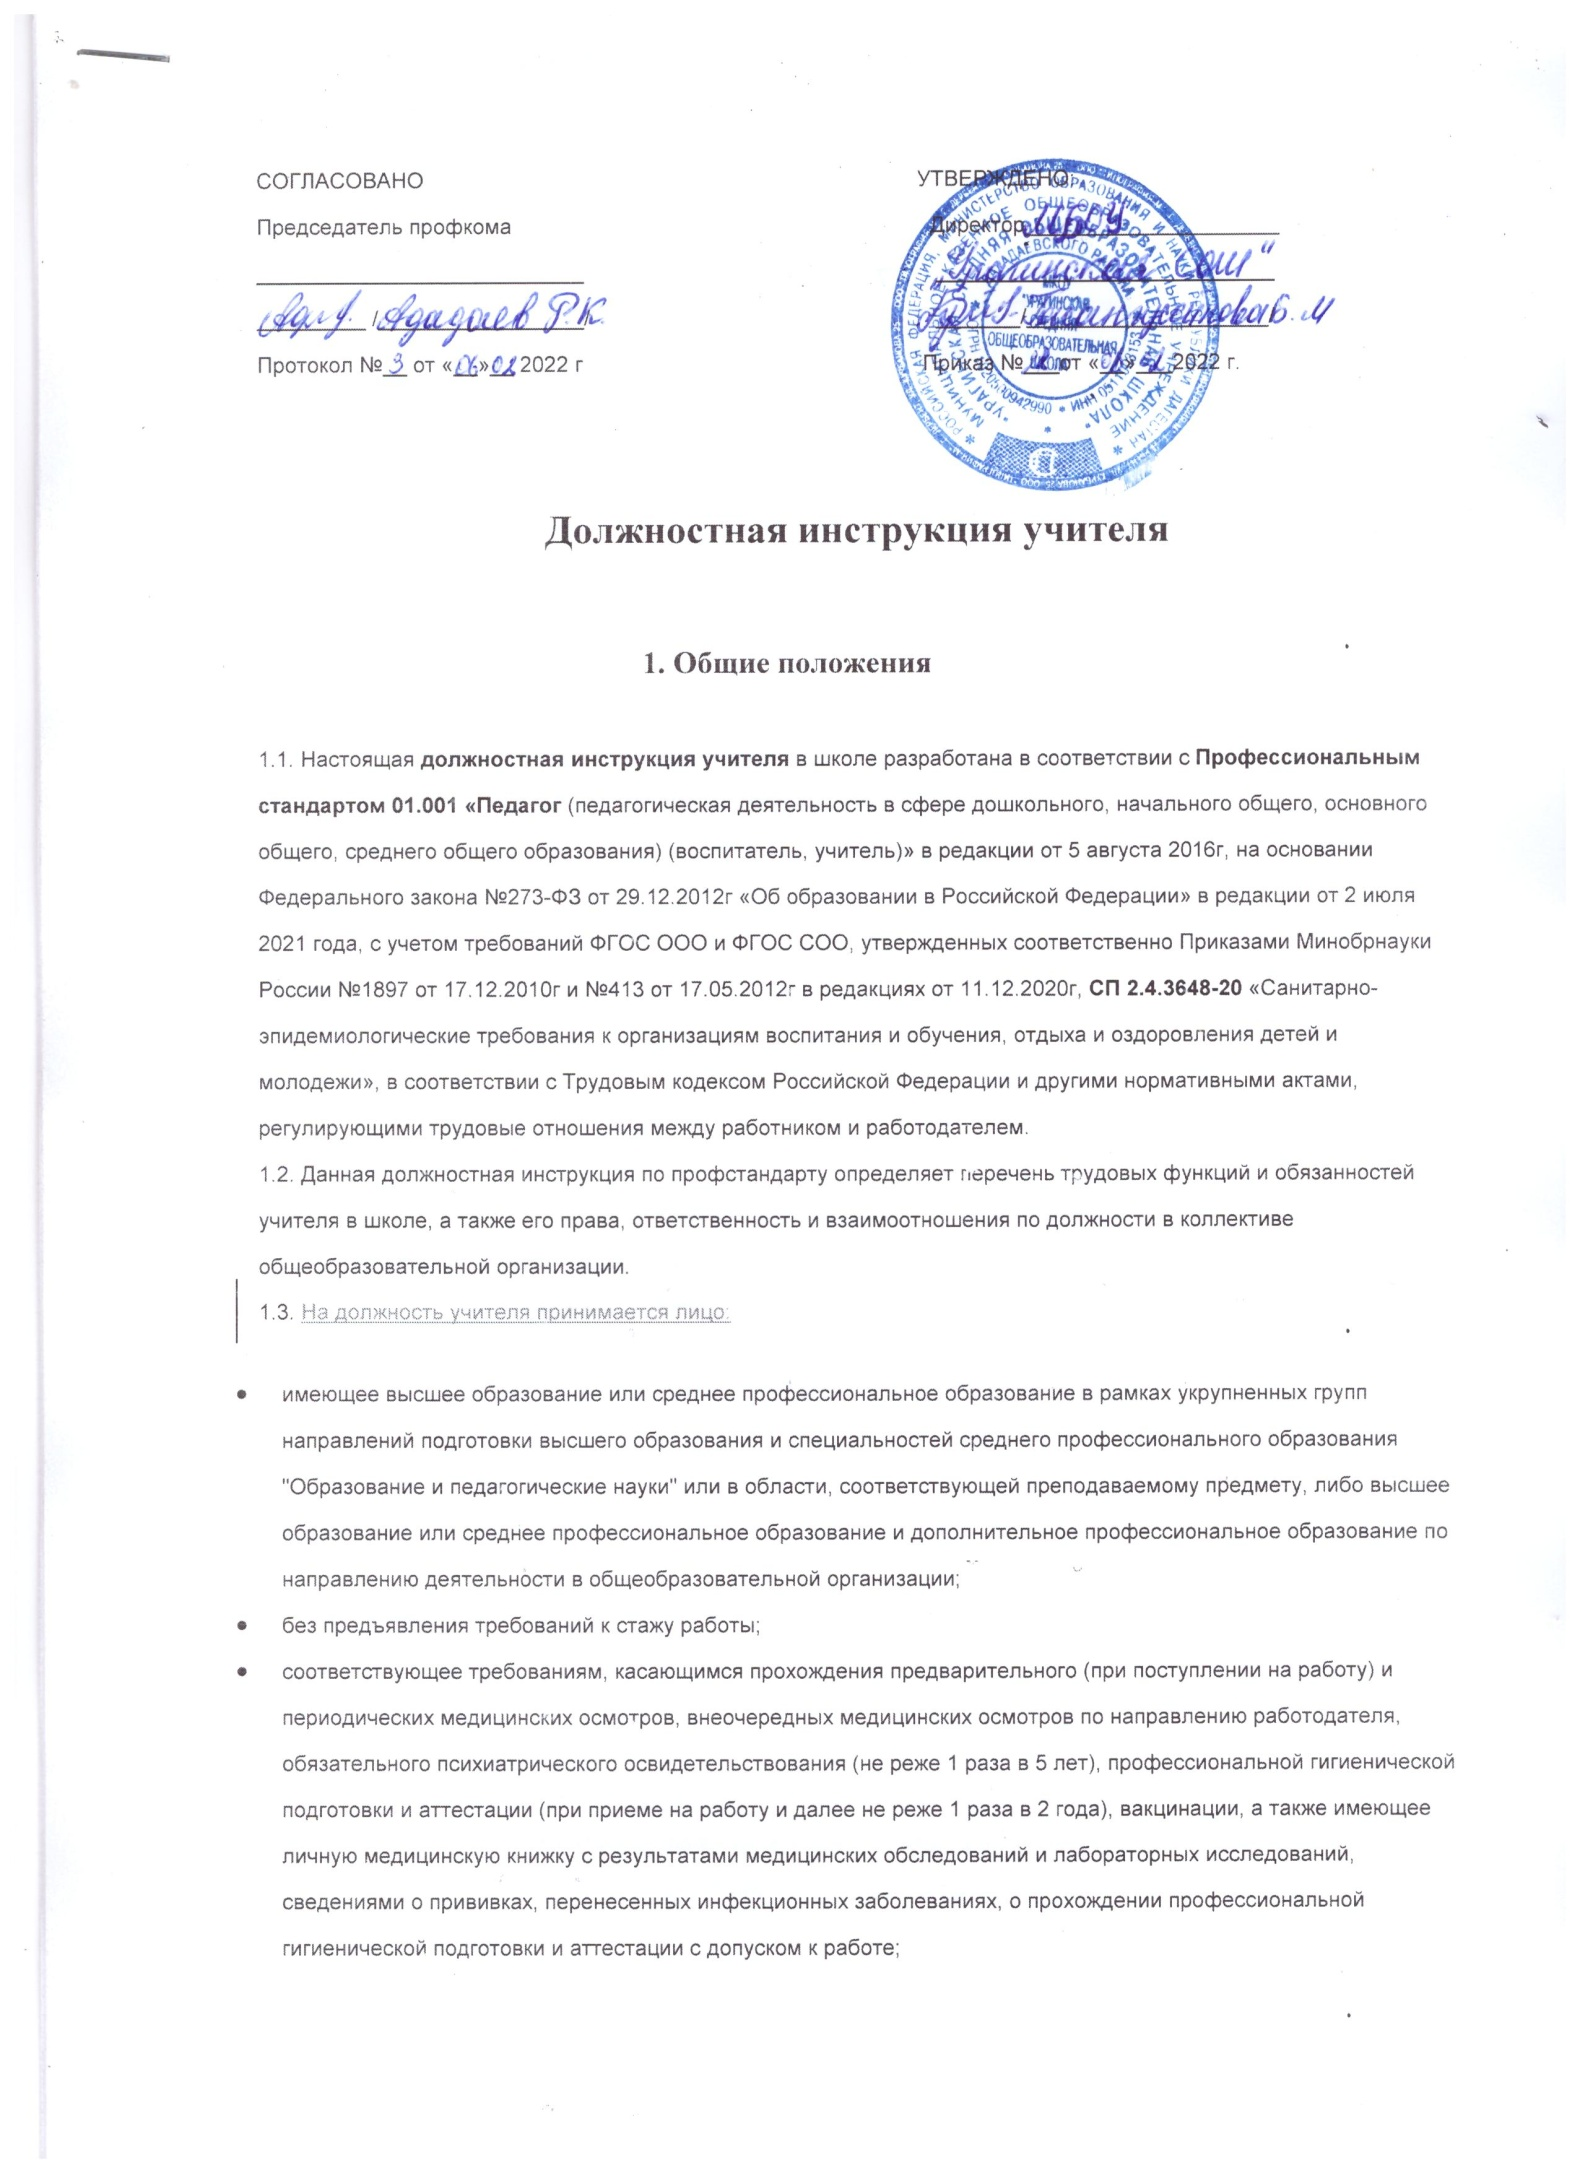 СОГЛАСОВАНО
УТВЕРЖДЕНО:
Председатель профкома
Директор МБОУ
"Урагинская СОШ"
/Ададаев Р.К.
Б. М
Протокол № 3 от «06» 02 2022 г
Приказ № от « » 2022 г.
УРАГИНСКАЯ
СРЕДНЯЯ
ОБЩЕОБРАЗОВАТЕЛЬНАЯ
ШКОЛА
Должностная инструкция учителя
1. Общие положения
1.1. Настоящая должностная инструкция учителя в школе разработана в соответствии с Профессиональным
стандартом 01.001 «Педагог (педагогическая деятельность в сфере дошкольного, начального общего, основного
общего, среднего общего образования) (воспитатель, учитель)» в редакции от 5 августа 2016г, на основании
Федерального закона №273-ФЗ от 29.12.2012г «Об образовании в Российской Федерации» в редакции от 2 июля
2021 года, с учетом требований ФГОС ООО и ФГОС СОО, утвержденных соответственно Приказами Минобрнауки
России №1897 от 17.12.2010г и №413 от 17.05.2012г в редакциях от 11.12.2020г, СП 2.4.3648-20 «Санитарно-
эпидемиологические требования к организациям воспитания и обучения, отдыха и оздоровления детей и
молодежи», в соответствии с Трудовым кодексом Российской Федерации и другими нормативными актами,
регулирующими трудовые отношения между работником и работодателем.
1.2. Данная должностная инструкция по профстандарту определяет перечень трудовых функций и обязанностей
учителя в школе, а также его права, ответственность и взаимоотношения по должности в коллективе
общеобразовательной организации.
1.3. На должность учителя принимается лицо:
• имеющее высшее образование или среднее профессиональное образование в рамках укрупненных групп
направлений подготовки высшего образования и специальностей среднего профессионального образования
"Образование и педагогические науки" или в области, соответствующей преподаваемому предмету, либо высшее
образование или среднее профессиональное образование и дополнительное профессиональное образование по
направлению деятельности в общеобразовательной организации;
• без предъявления требований к стажу работы;
• соответствующее требованиям, касающимся прохождения предварительного (при поступлении на работу) и
периодических медицинских осмотров, внеочередных медицинских осмотров по направлению работодателя,
обязательного психиатрического освидетельствования (не реже 1 раза в 5 лет), профессиональной гигиенической
подготовки и аттестации (при приеме на работу и далее не реже 1 раза в 2 года), вакцинации, а также имеющее
личную медицинскую книжку с результатами медицинских обследований и лабораторных исследований,
сведениями о прививках, перенесенных инфекционных заболеваниях, о прохождении профессиональной
гигиенической подготовки и аттестации с допуском к работе;